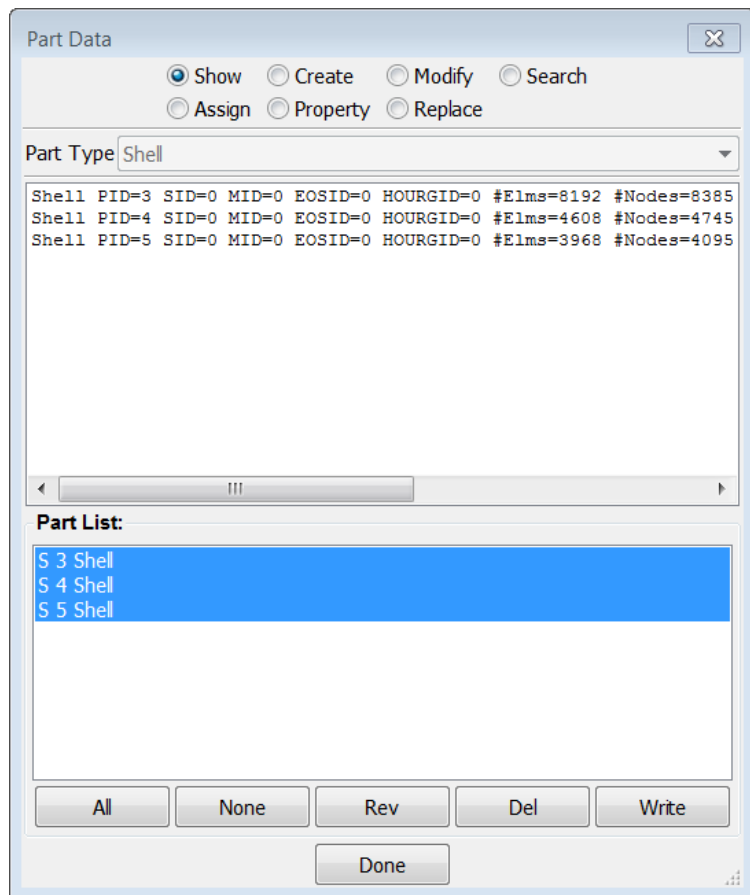 Part Data
Show Create Modify Search
Assign Property Replace
Part Type Shell
Shell PID=3 SID=0 MID=0 EOSID=0 HOURGID=0 #Elms=8192 #Nodes=8385
Shell PID=4 SID=0 MID=0 EOSID=0 HOURGID=0 #Elms=4608 #Nodes=4745
Shell PID=5 SID=0 MID=0 EOSID=0 HOURGID=0 #Elms=3968 #Nodes=4095
Part List:
S 3 Shell
S 4 Shell
S 5 Shell
All None Rev Del Write
Done